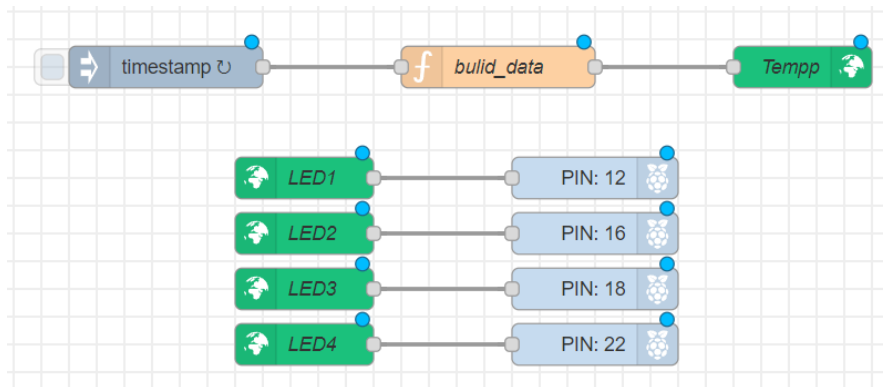 timestamp ↻ bulid_data Tempp
LED1 PIN: 12
LED2 PIN: 16
LED3 PIN: 18
LED4 PIN: 22